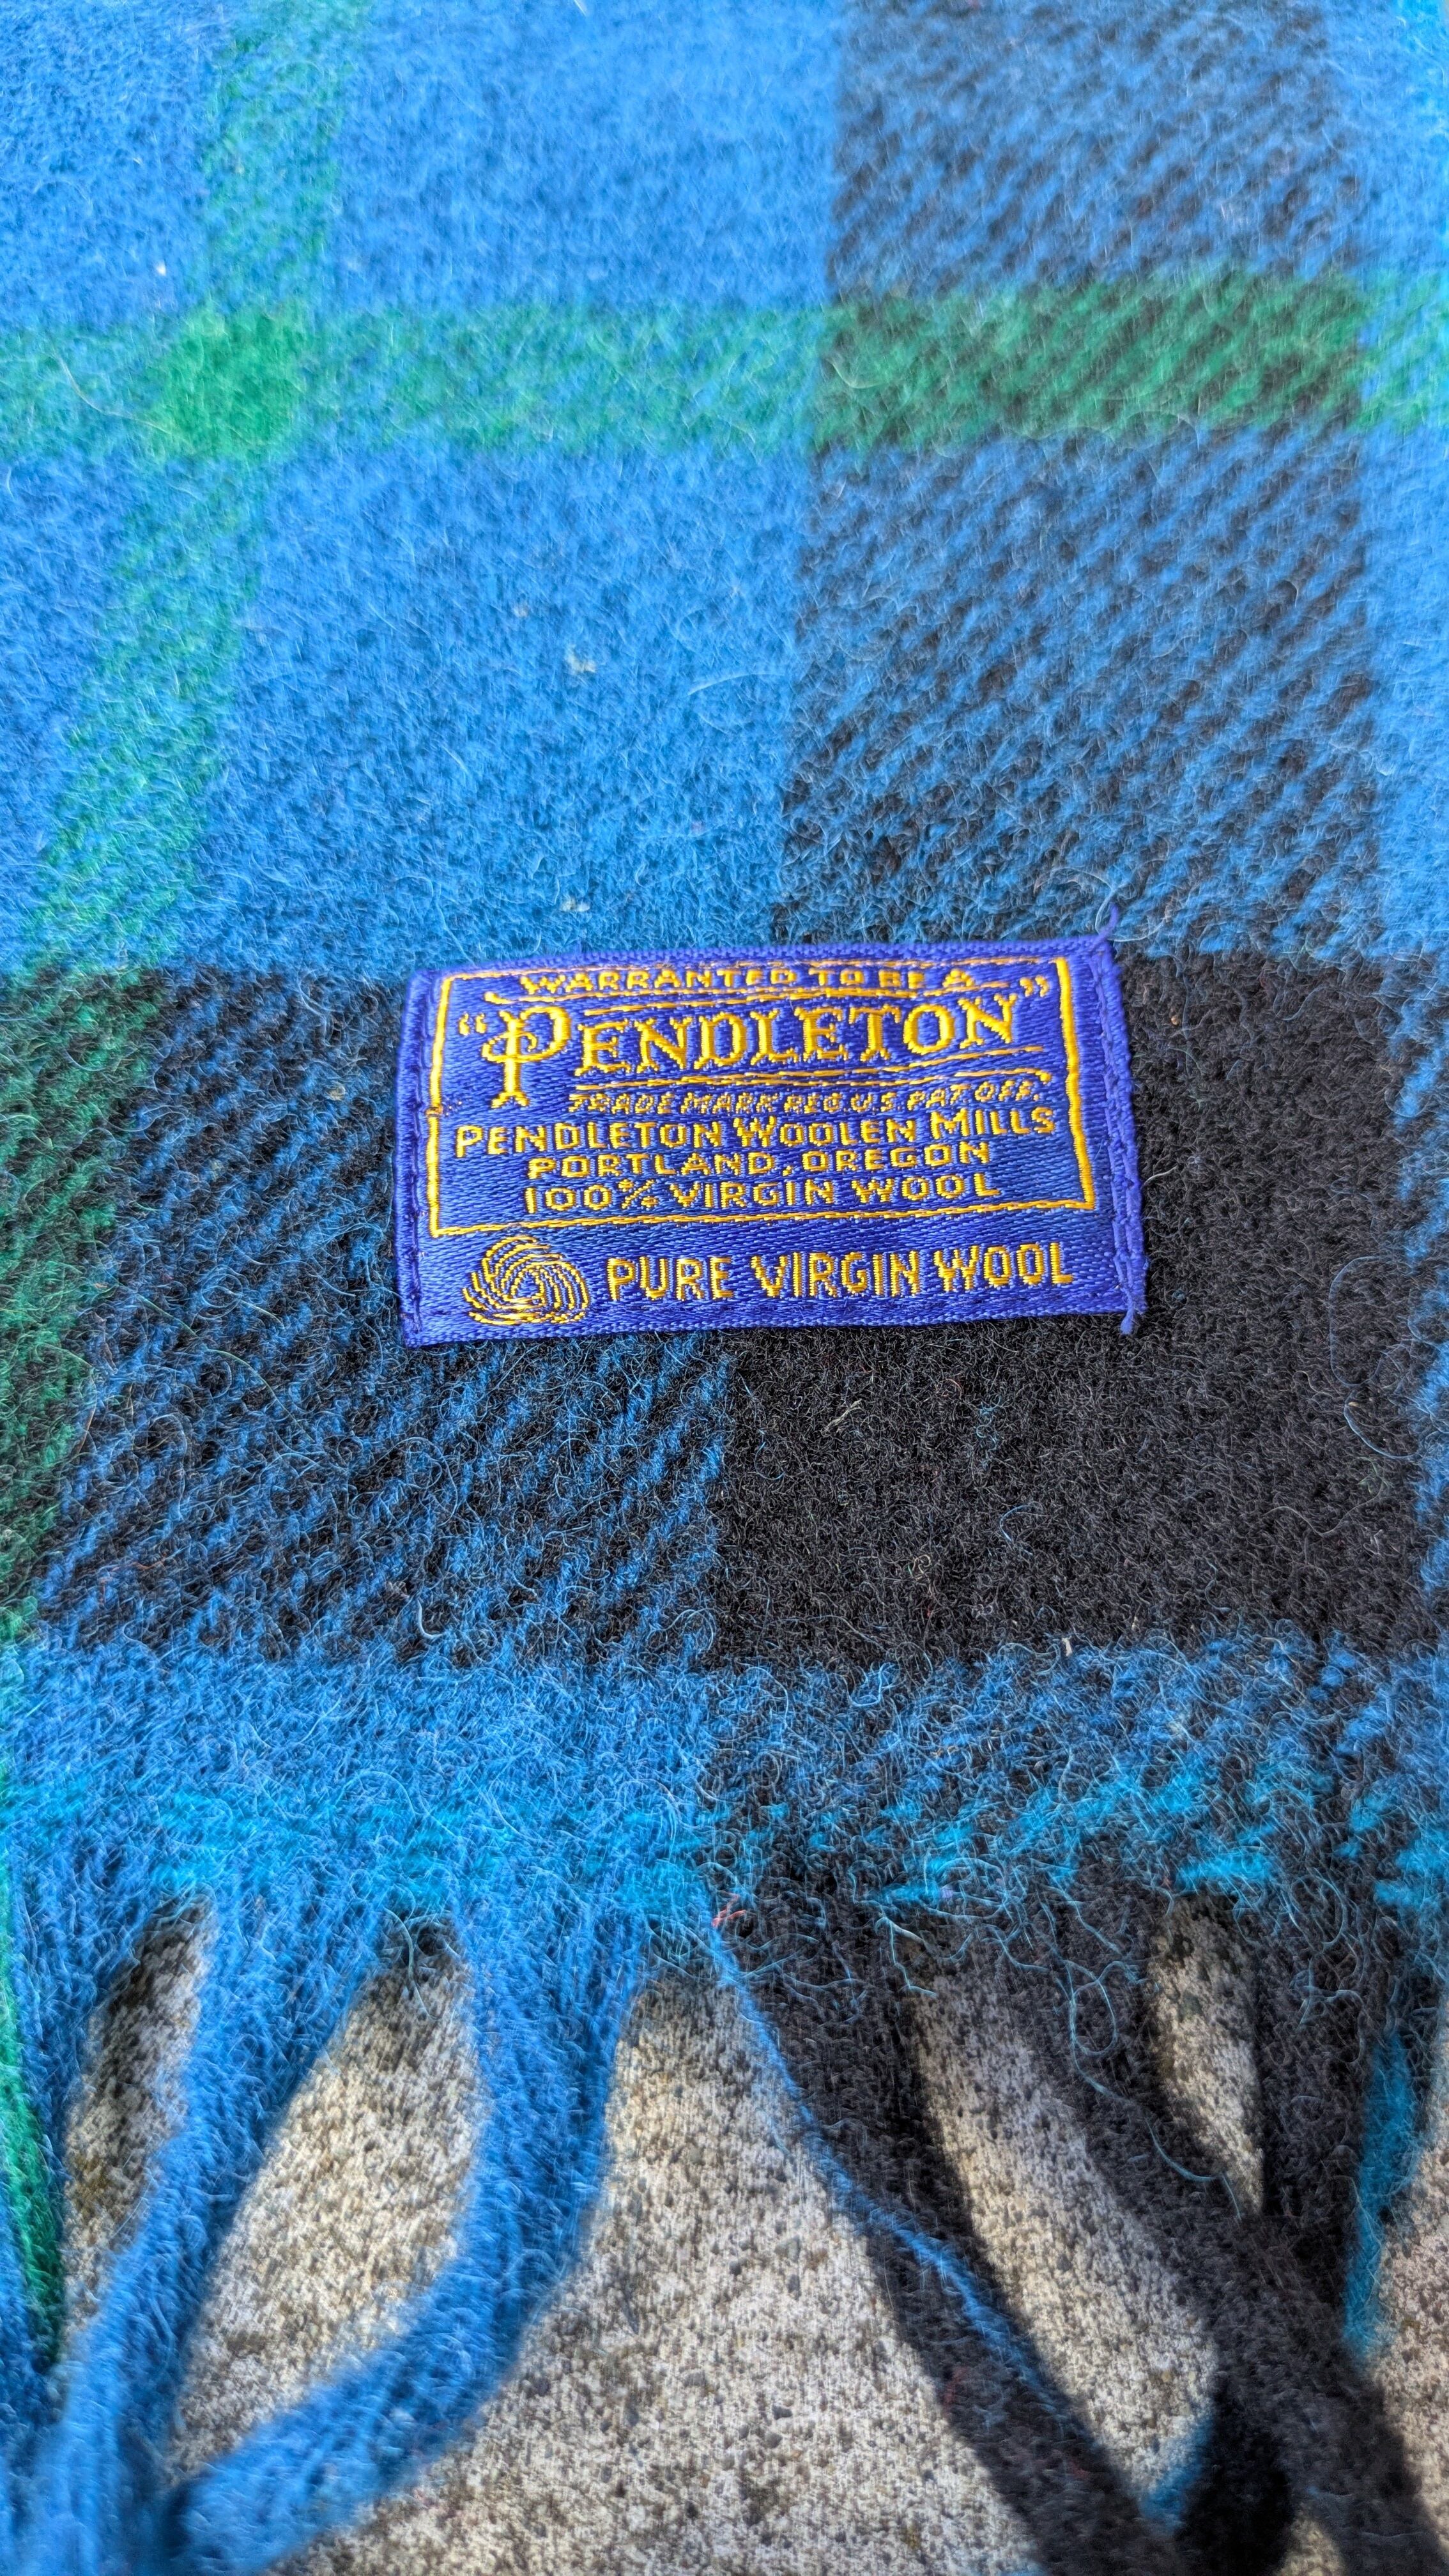 WARRANTED TO BE A
"PENDLETON"
TRADE MARK REG. U.S. PAT. OFF.
PENDLETON WOOLEN MILLS
PORTLAND, OREGON
100% VIRGIN WOOL
PURE VIRGIN WOOL